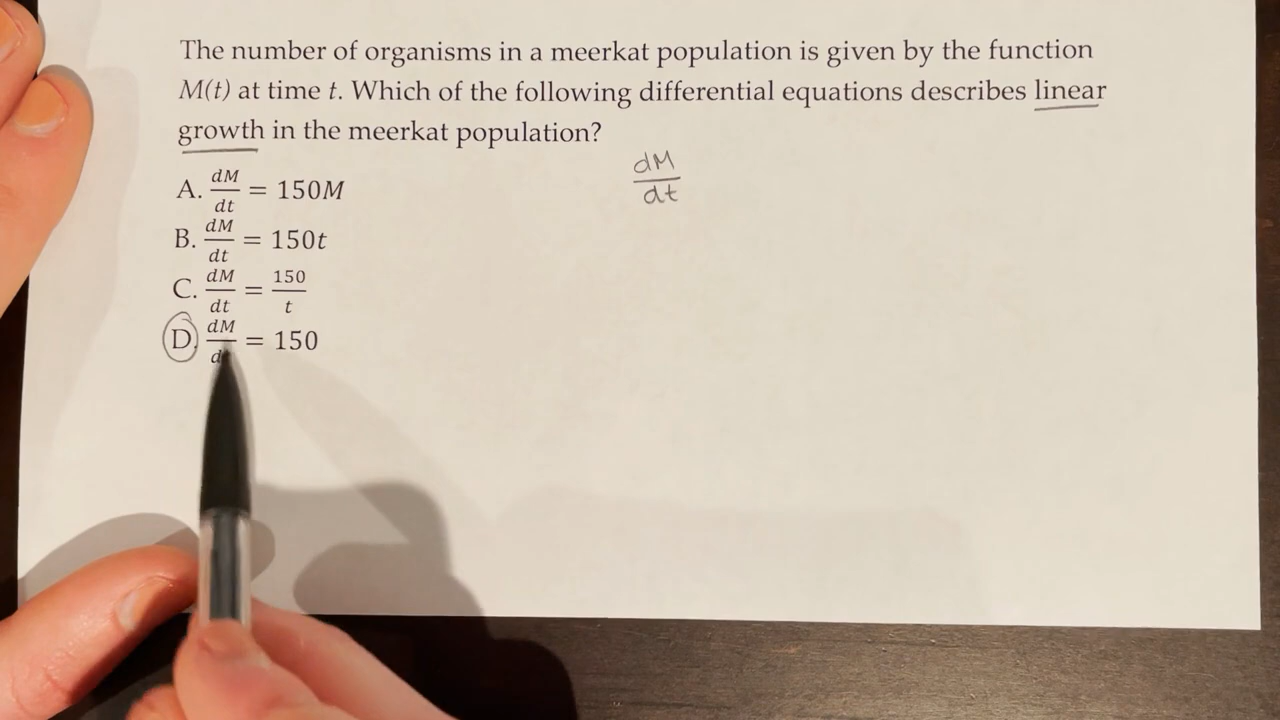 The number of organisms in a meerkat population is given by the function
M(t) at time t. Which of the following differential equations describes linear
growth in the meerkat population?
dM/dt
A. dM/dt = 150M
B. dM/dt = 150t
C. dM/dt = 150/t
D. dM/d = 150